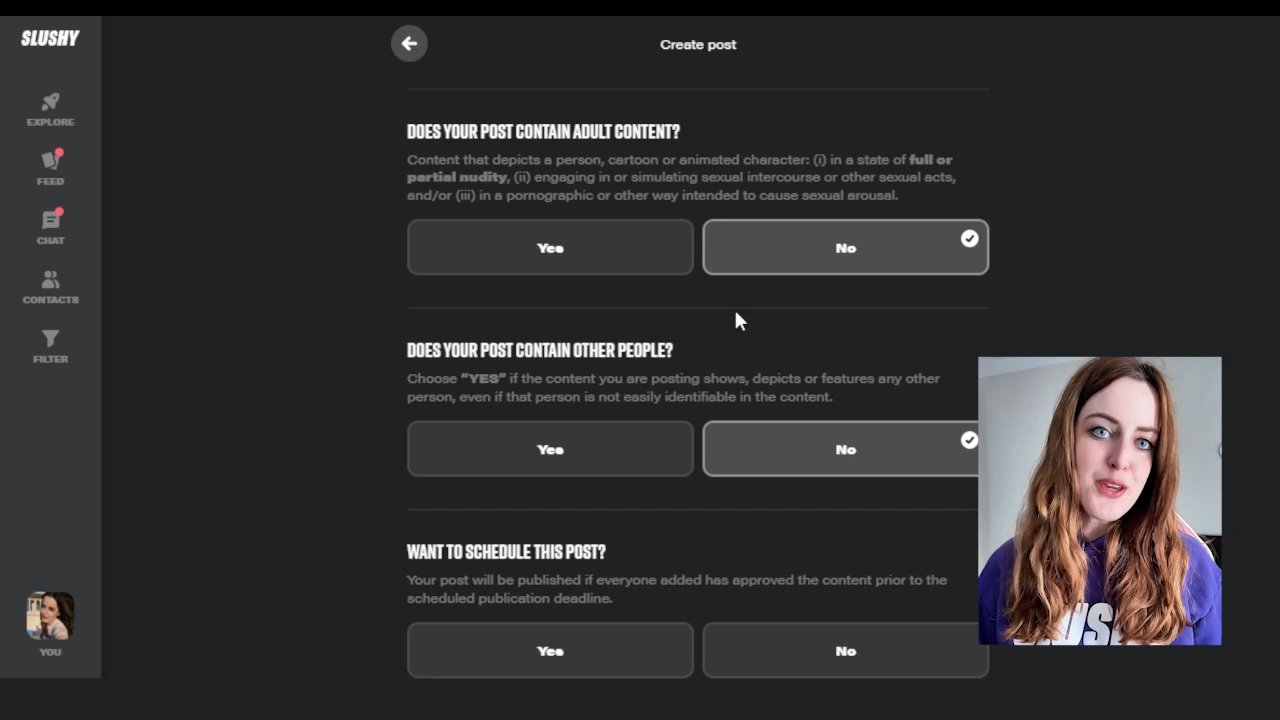 SLUSHY
Create post
EXPLORE
FEED
CHAT
CONTACTS
FILTER
DOES YOUR POST CONTAIN ADULT CONTENT?
Content that depicts a person, cartoon or animated character: (i) in a state of full or
partial nudity, (ii) engaging in or simulating sexual intercourse or other sexual acts,
and/or (iii) in a pornographic or other way intended to cause sexual arousal.
Yes
No
DOES YOUR POST CONTAIN OTHER PEOPLE?
Choose "YES" if the content you are posting shows, depicts or features any other
person, even if that person is not easily identifiable in the content.
Yes
No
WANT TO SCHEDULE THIS POST?
Your post will be published if everyone added has approved the content prior to the
scheduled publication deadline.
Yes
No
YOU